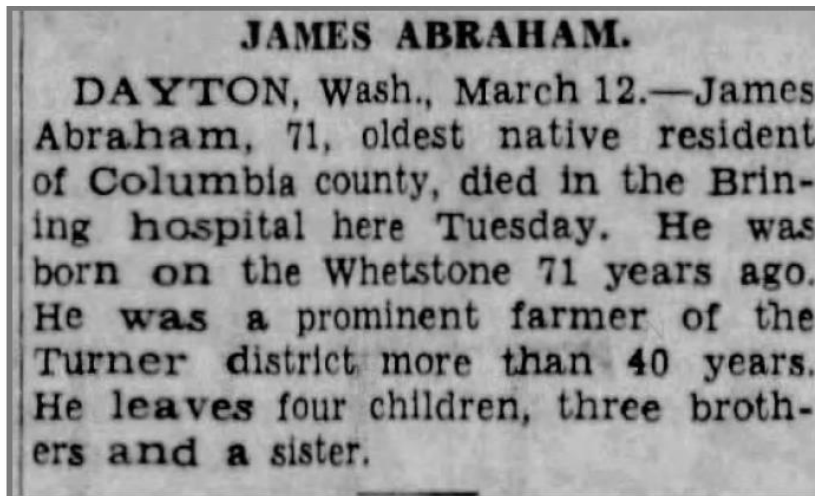 JAMES ABRAHAM.
DAYTON, Wash., March 12.—James
Abraham, 71, oldest native resident
of Columbia county, died in the Brin-
ing hospital here Tuesday. He was
born on the Whetstone 71 years ago.
He was a prominent farmer of the
Turner district more than 40 years.
He leaves four children, three broth-
ers and a sister.